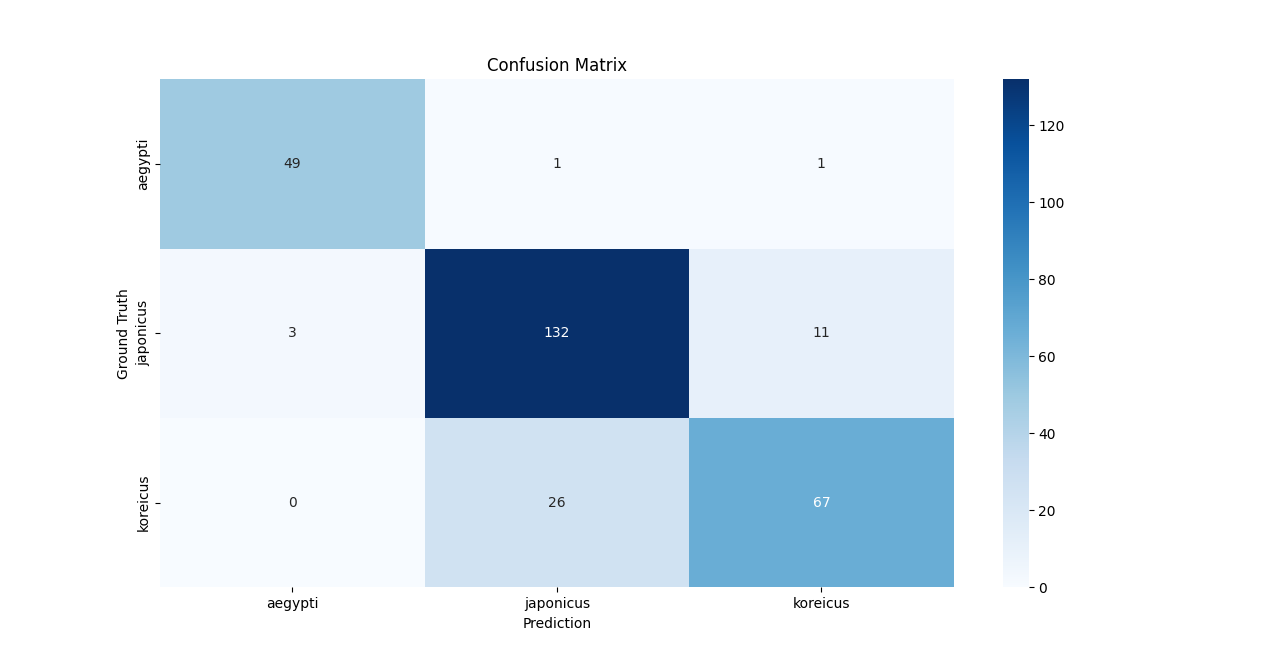 Confusion Matrix
Ground Truth
aegypti
49
1
1
japonicus
3
132
11
koreicus
0
26
67
aegypti
japonicus
koreicus
Prediction
120
100
80
60
40
20
0